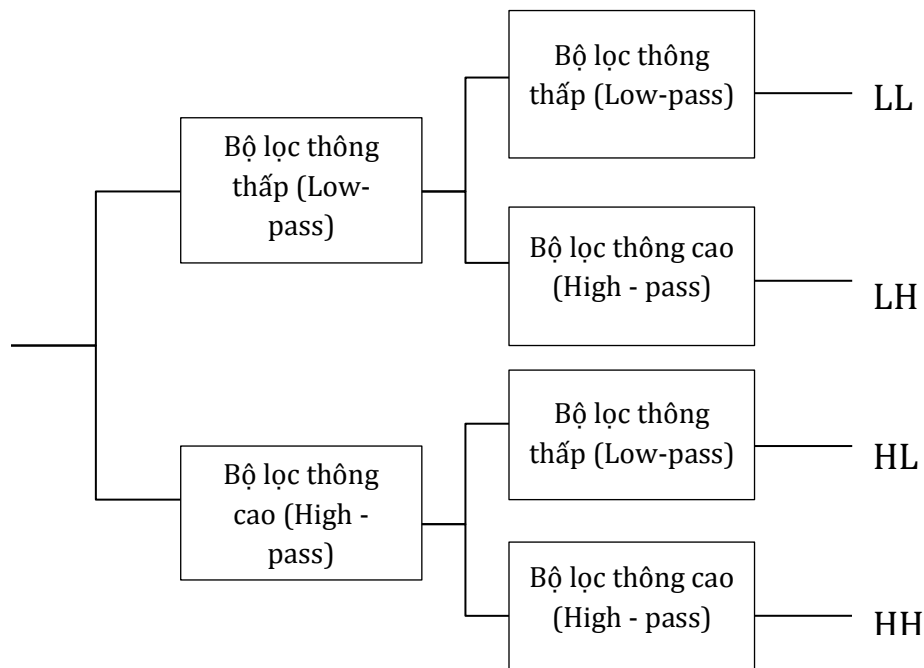 Bộ lọc thông
thấp (Low-pass)
LL
Bộ lọc thông
thấp (Low-
pass)
Bộ lọc thông cao
(High - pass)
LH
Bộ lọc thông
thấp (Low-pass)
HL
Bộ lọc thông
cao (High -
pass)
Bộ lọc thông cao
(High - pass)
HH